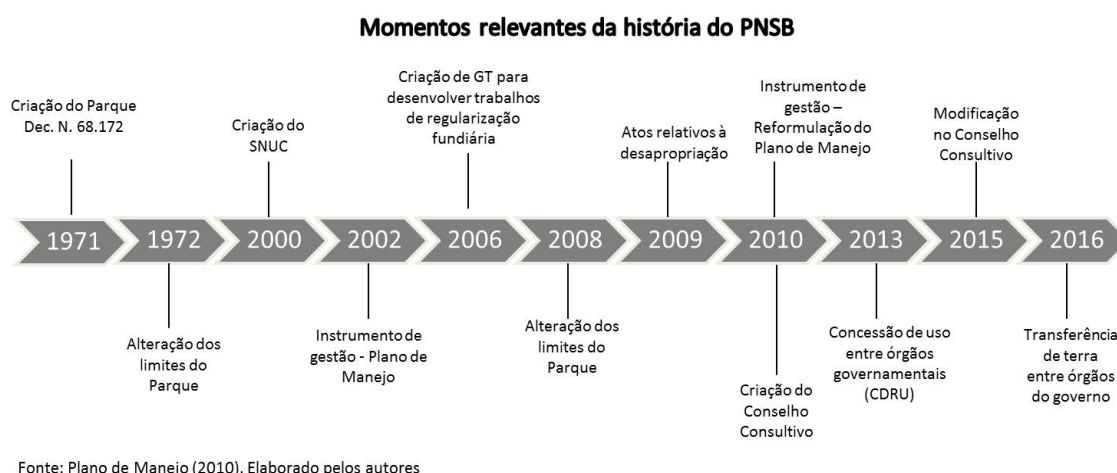 Momentos relevantes da história do PNSB
Criação do Parque
Dec. N. 68.172
Criação do
SNUC
Criação de GT para
desenvolver trabalhos
de regularização
fundiária
Atos relativos à
desapropriação
Instrumento de
gestão –
Reformulação do
Plano de Manejo
Modificação
no Conselho
Consultivo
1971
1972
2000
2002
2006
2008
2009
2010
2013
2015
2016
Alteração dos
limites do
Parque
Instrumento de
gestão - Plano de
Manejo
Alteração dos
limites do
Parque
Criação do
Conselho
Consultivo
Concessão de uso
entre órgãos
governamentais
(CDRU)
Transferência
de terra
entre órgãos
do governo
Fonte: Plano de Manejo (2010). Elaborado pelos autores